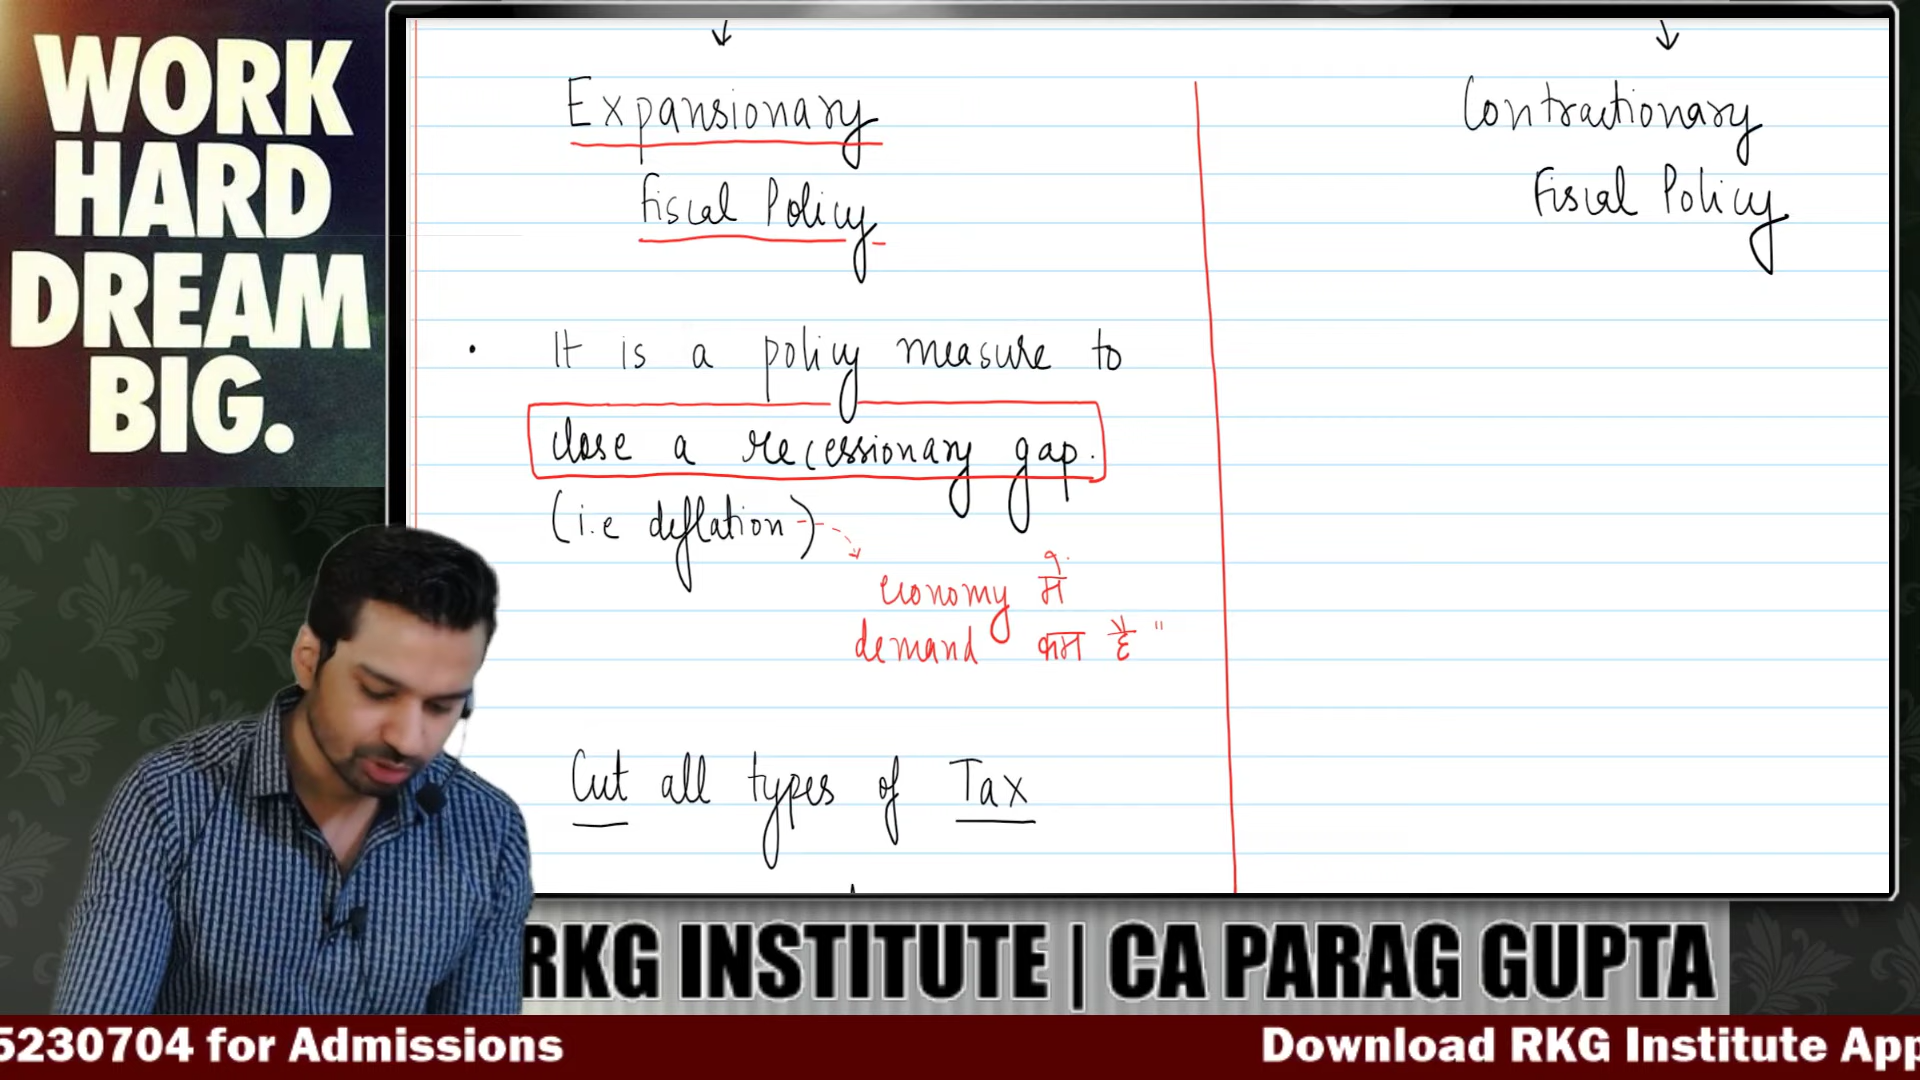 WORK
HARD
DREAM
BIG.
Expansionary
Fiscal Policy
Contractionary
Fiscal Policy
• It is a policy measure to
close a recessionary gap.
(i.e deflation)
economy में
demand कम है "
Cut all types of Tax
RKG INSTITUTE | CA PARAG GUPTA
5230704 for Admissions
Download RKG Institute App